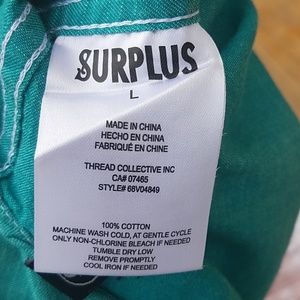 SURPLUS
L
MADE IN CHINA
HECHO EN CHINA
FABRIQUÉ EN CHINE
THREAD COLLECTIVE INC
CA# 07465
STYLE# 68V04849
100% COTTON
MACHINE WASH COLD, AT GENTLE CYCLE
ONLY NON-CHLORINE BLEACH IF NEEDED
TUMBLE DRY LOW
REMOVE PROMPTLY
COOL IRON IF NEEDED